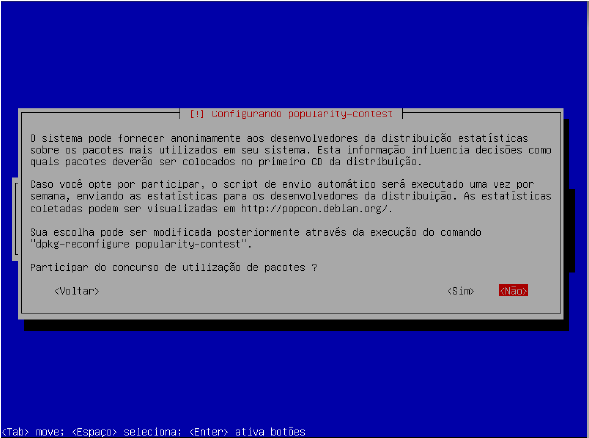 [!] Configurando popularity-contest
O sistema pode fornecer anonimamente aos desenvolvedores da distribuição estatísticas
sobre os pacotes mais utilizados em seu sistema. Esta informação influencia decisões como
quais pacotes deverão ser colocados no primeiro CD da distribuição.
Caso você opte por participar, o script de envio automático será executado uma vez por
semana, enviando as estatísticas para os desenvolvedores da distribuição. As estatísticas
coletadas podem ser visualizadas em http://popcon.debian.org/.
Sua escolha pode ser modificada posteriormente através da execução do comando
"dpkg-reconfigure popularity-contest".
Participar do concurso de utilização de pacotes ?
<Voltar> <Sim> <Não>
<Tab> move; <Espaço> seleciona; <Enter> ativa botões